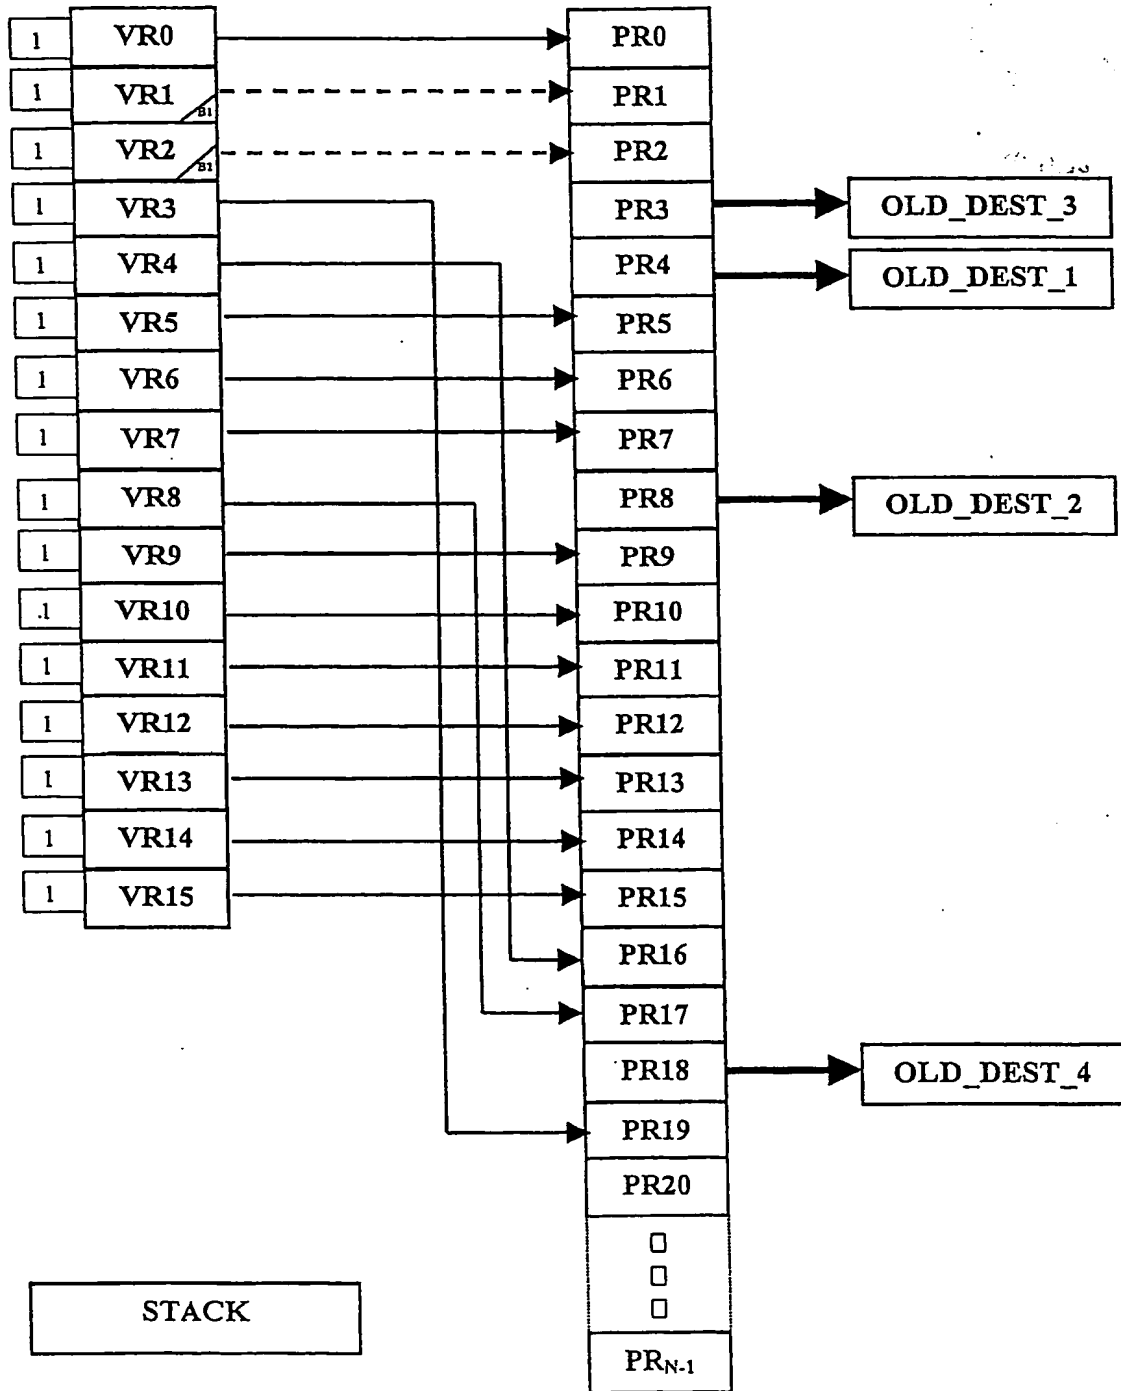 1 VR0 PR0
1 VR1 B1 PR1
1 VR2 B1 PR2
1 VR3 PR3 OLD_DEST_3
1 VR4 PR4 OLD_DEST_1
1 VR5 PR5
1 VR6 PR6
1 VR7 PR7
1 VR8 PR8 OLD_DEST_2
1 VR9 PR9
1 VR10 PR10
1 VR11 PR11
1 VR12 PR12
1 VR13 PR13
1 VR14 PR14
1 VR15 PR15
PR16
PR17
PR18 OLD_DEST_4
PR19
PR20
STACK
PRN-1